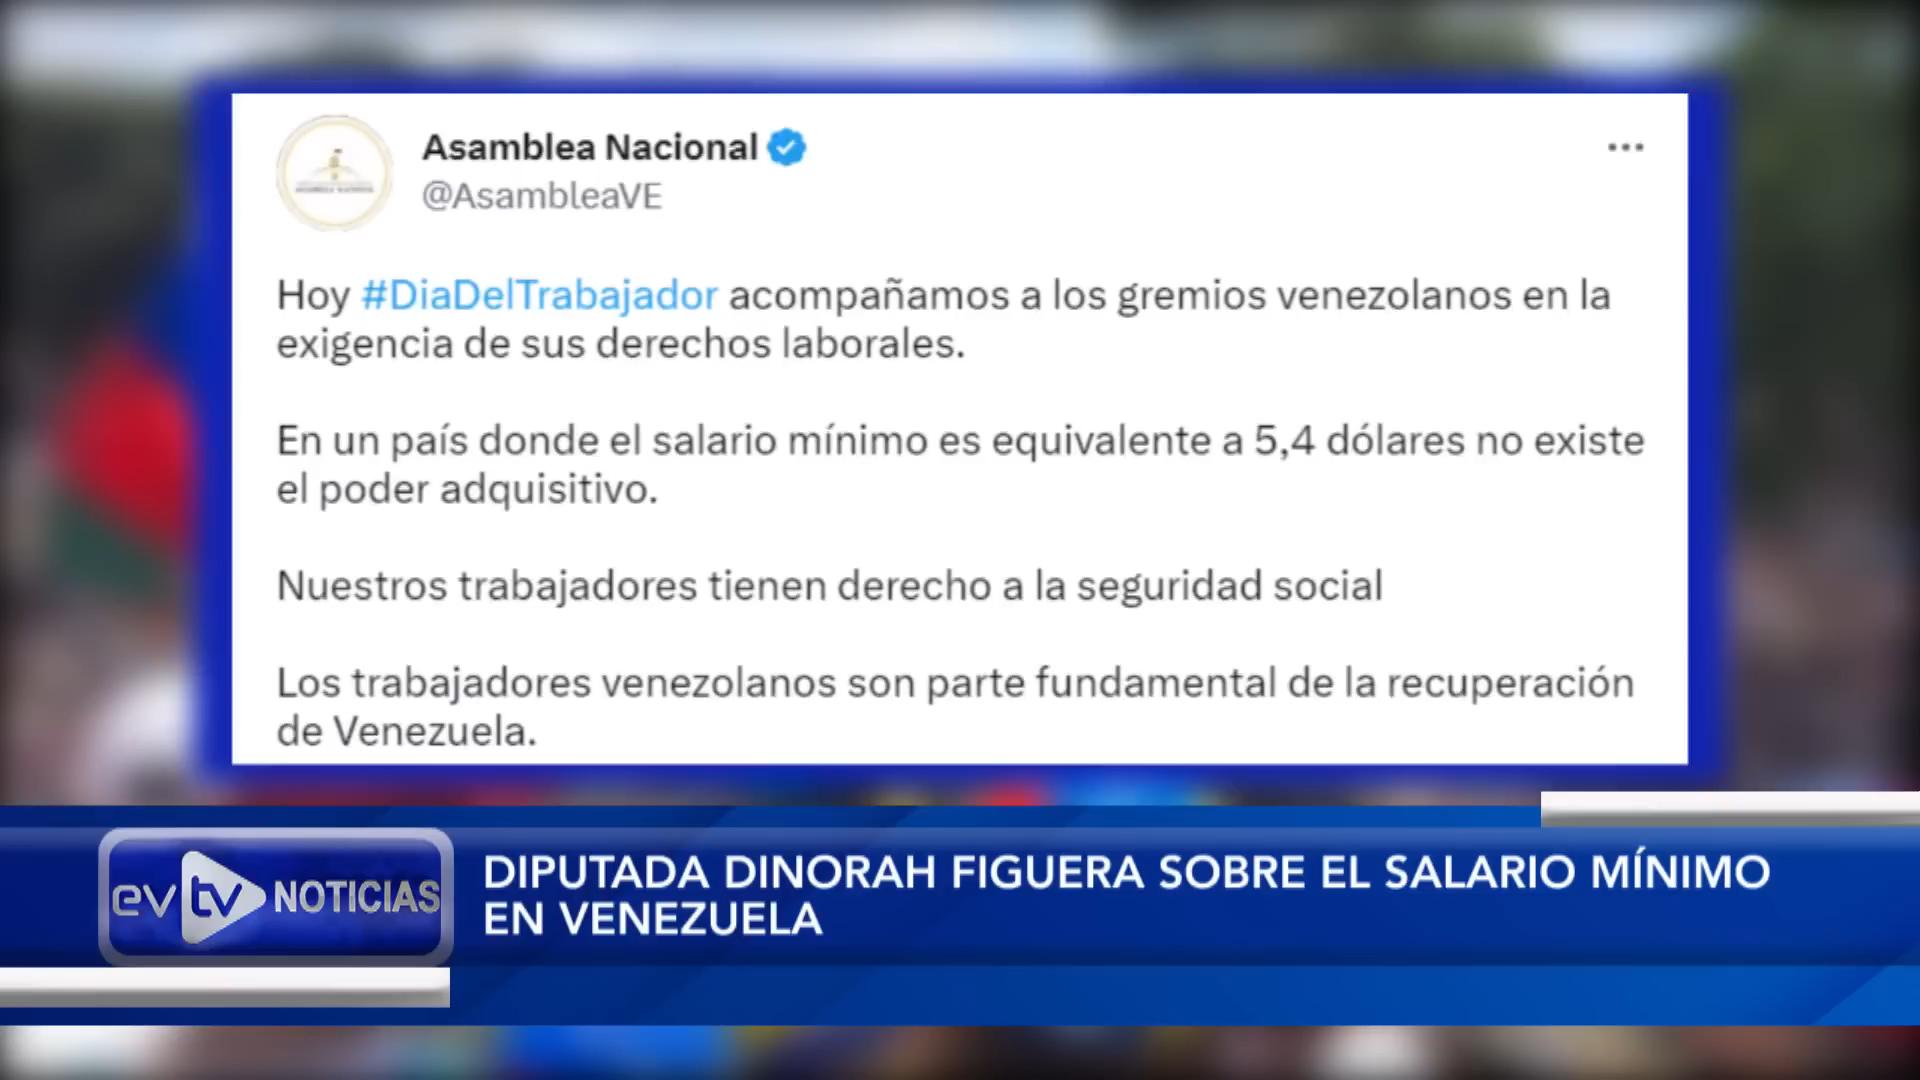 Asamblea Nacional
@AsambleaVE
Hoy #DiaDelTrabajador acompañamos a los gremios venezolanos en la
exigencia de sus derechos laborales.
En un país donde el salario mínimo es equivalente a 5,4 dólares no existe
el poder adquisitivo.
Nuestros trabajadores tienen derecho a la seguridad social
Los trabajadores venezolanos son parte fundamental de la recuperación
de Venezuela.
evtv NOTICIAS
DIPUTADA DINORAH FIGUERA SOBRE EL SALARIO MÍNIMO
EN VENEZUELA